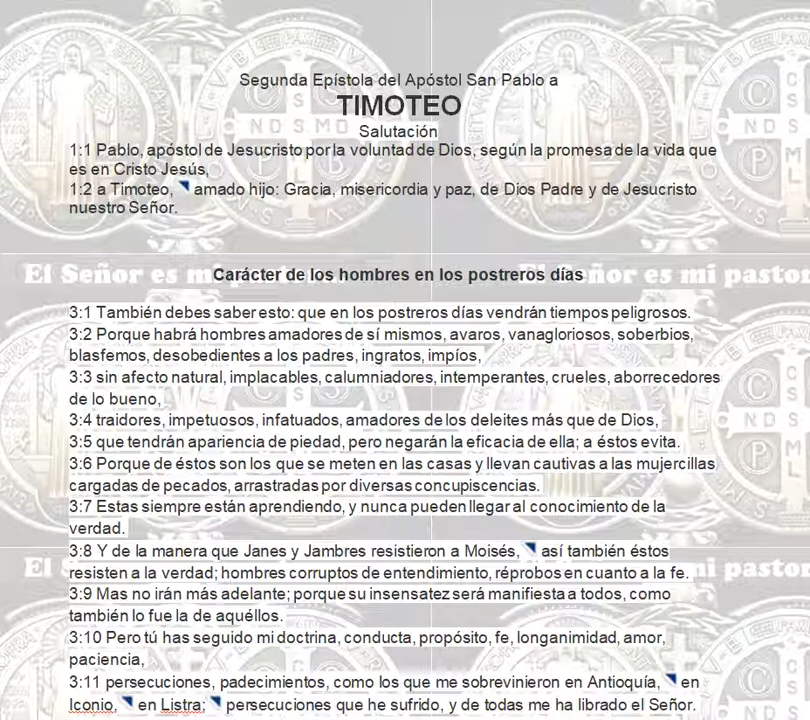 Segunda Epístola del Apóstol San Pablo a
TIMOTEO
Salutación
1:1 Pablo, apóstol de Jesucristo por la voluntad de Dios, según la promesa de la vida que
es en Cristo Jesús,
1:2 a Timoteo, amado hijo: Gracia, misericordia y paz, de Dios Padre y de Jesucristo
nuestro Señor.
El Señor es mi
Carácter de los hombres en los postreros días
ñor es mi pastor
3:1 También debes saber esto: que en los postreros días vendrán tiempos peligrosos.
3:2 Porque habrá hombres amadores de sí mismos, avaros, vanagloriosos, soberbios,
blasfemos, desobedientes a los padres, ingratos, impíos,
3:3 sin afecto natural, implacables, calumniadores, intemperantes, crueles, aborrecedores
de lo bueno,
3:4 traidores, impetuosos, infatuados, amadores de los deleites más que de Dios,
3:5 que tendrán apariencia de piedad, pero negarán la eficacia de ella; a éstos evita.
3:6 Porque de éstos son los que se meten en las casas y llevan cautivas a las mujercillas
cargadas de pecados, arrastradas por diversas concupiscencias.
3:7 Estas siempre están aprendiendo, y nunca pueden llegar al conocimiento de la
verdad.
3:8 Y de la manera que Janes y Jambres resistieron a Moisés, así también éstos
resisten a la verdad; hombres corruptos de entendimiento, réprobos en cuanto a la fe.
3:9 Mas no irán más adelante; porque su insensatez será manifiesta a todos, como
también lo fue la de aquéllos.
3:10 Pero tú has seguido mi doctrina, conducta, propósito, fe, longanimidad, amor,
paciencia,
3:11 persecuciones, padecimientos, como los que me sobrevinieron en Antioquía, en
Iconio, en Listra; persecuciones que he sufrido, y de todas me ha librado el Señor.